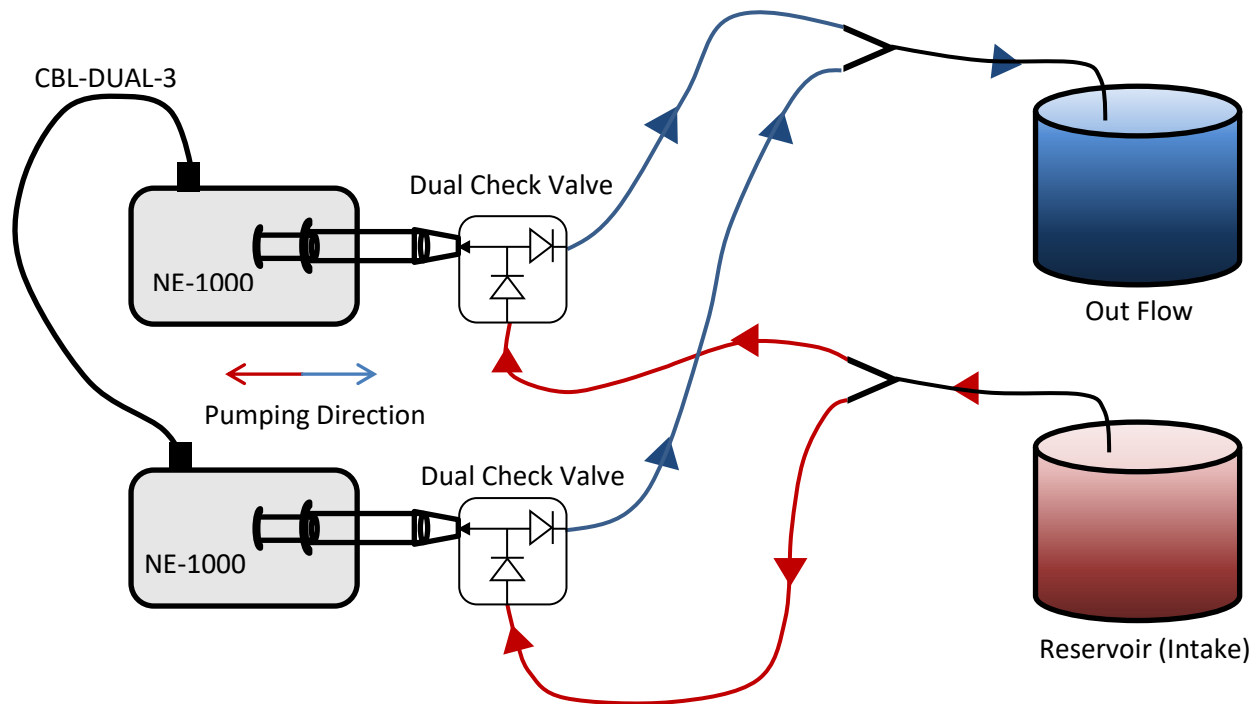 CBL-DUAL-3
Dual Check Valve
NE-1000
Out Flow
Pumping Direction
Dual Check Valve
NE-1000
Reservoir (Intake)